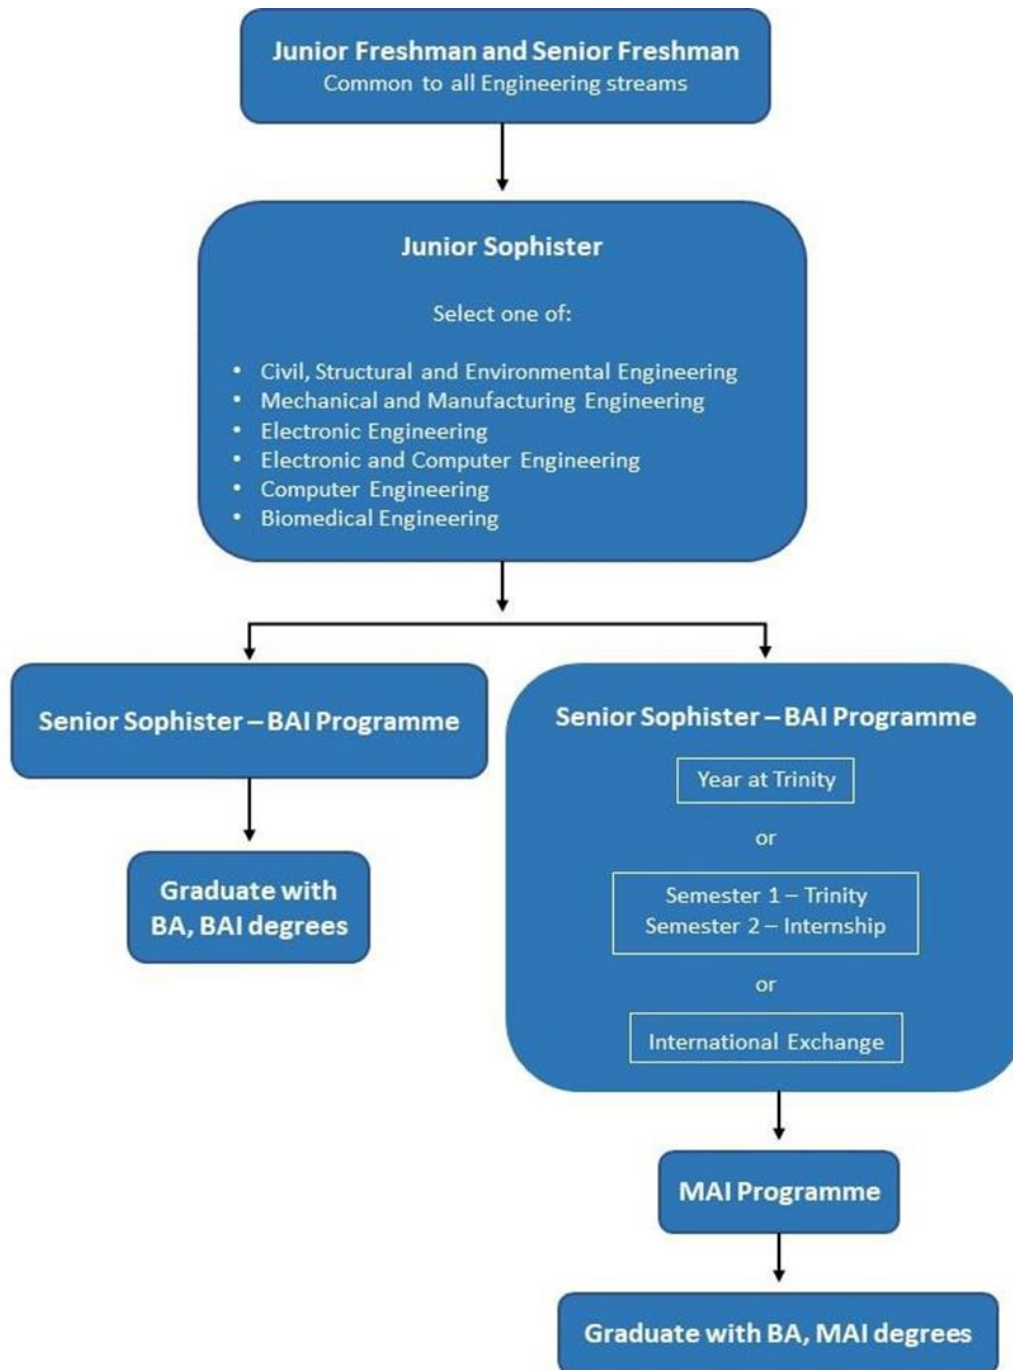 Junior Freshman and Senior Freshman
Common to all Engineering streams
Junior Sophister
Select one of:
• Civil, Structural and Environmental Engineering
• Mechanical and Manufacturing Engineering
• Electronic Engineering
• Electronic and Computer Engineering
• Computer Engineering
• Biomedical Engineering
Senior Sophister – BAI Programme
Graduate with
BA, BAI degrees
Senior Sophister – BAI Programme
Year at Trinity
or
Semester 1 – Trinity
Semester 2 – Internship
or
International Exchange
MAI Programme
Graduate with BA, MAI degrees